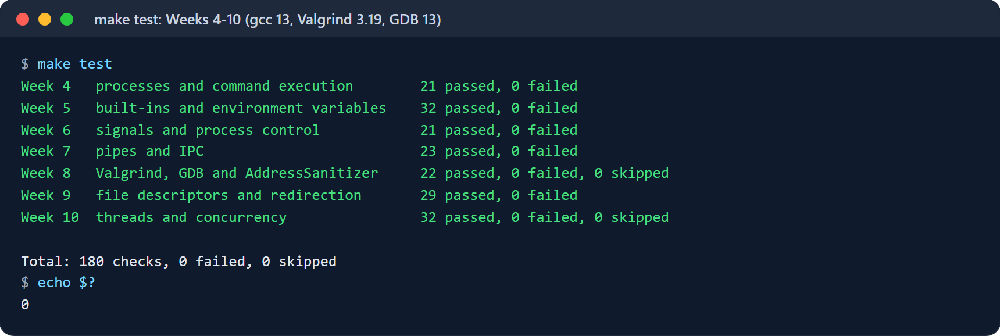 make test: Weeks 4-10 (gcc 13, Valgrind 3.19, GDB 13)
$ make test
Week 4   processes and command execution        21 passed, 0 failed
Week 5   built-ins and environment variables    32 passed, 0 failed
Week 6   signals and process control            21 passed, 0 failed
Week 7   pipes and IPC                          23 passed, 0 failed
Week 8   Valgrind, GDB and AddressSanitizer     22 passed, 0 failed, 0 skipped
Week 9   file descriptors and redirection       29 passed, 0 failed
Week 10  threads and concurrency                32 passed, 0 failed, 0 skipped
Total: 180 checks, 0 failed, 0 skipped
$ echo $?
0